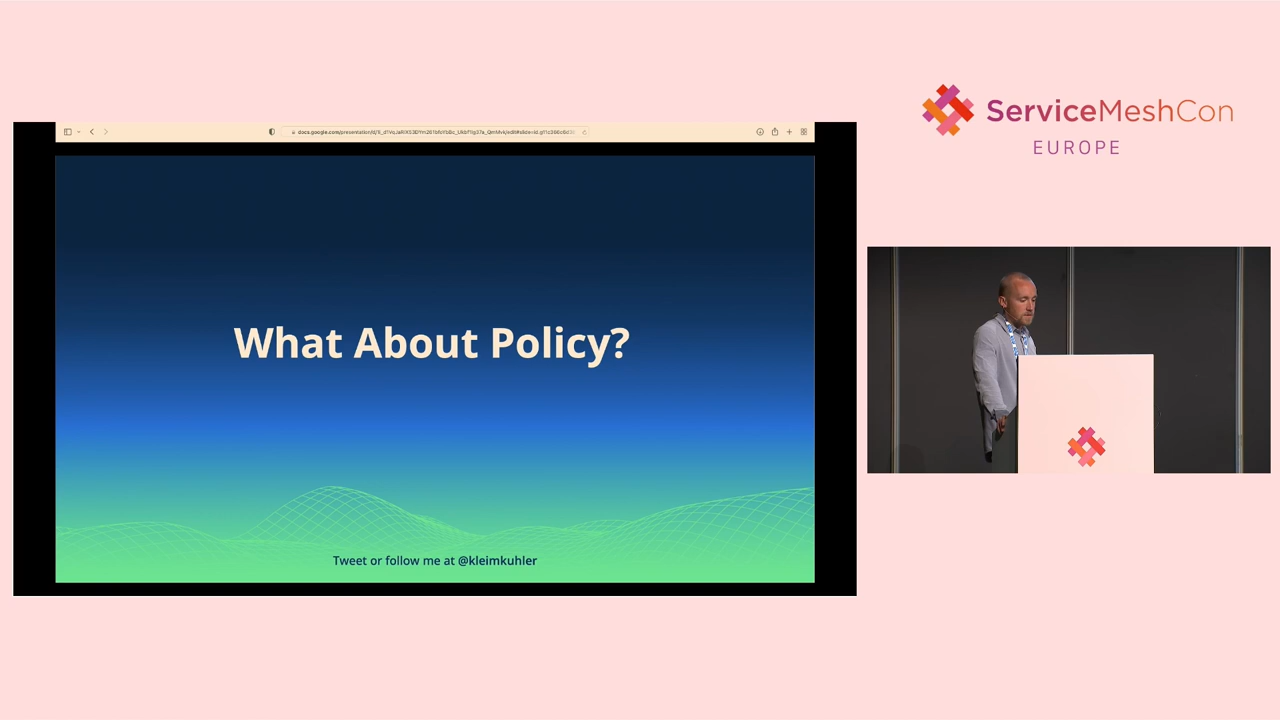 ServiceMeshCon
EUROPE
What About Policy?
Tweet or follow me at @kleimkuhler